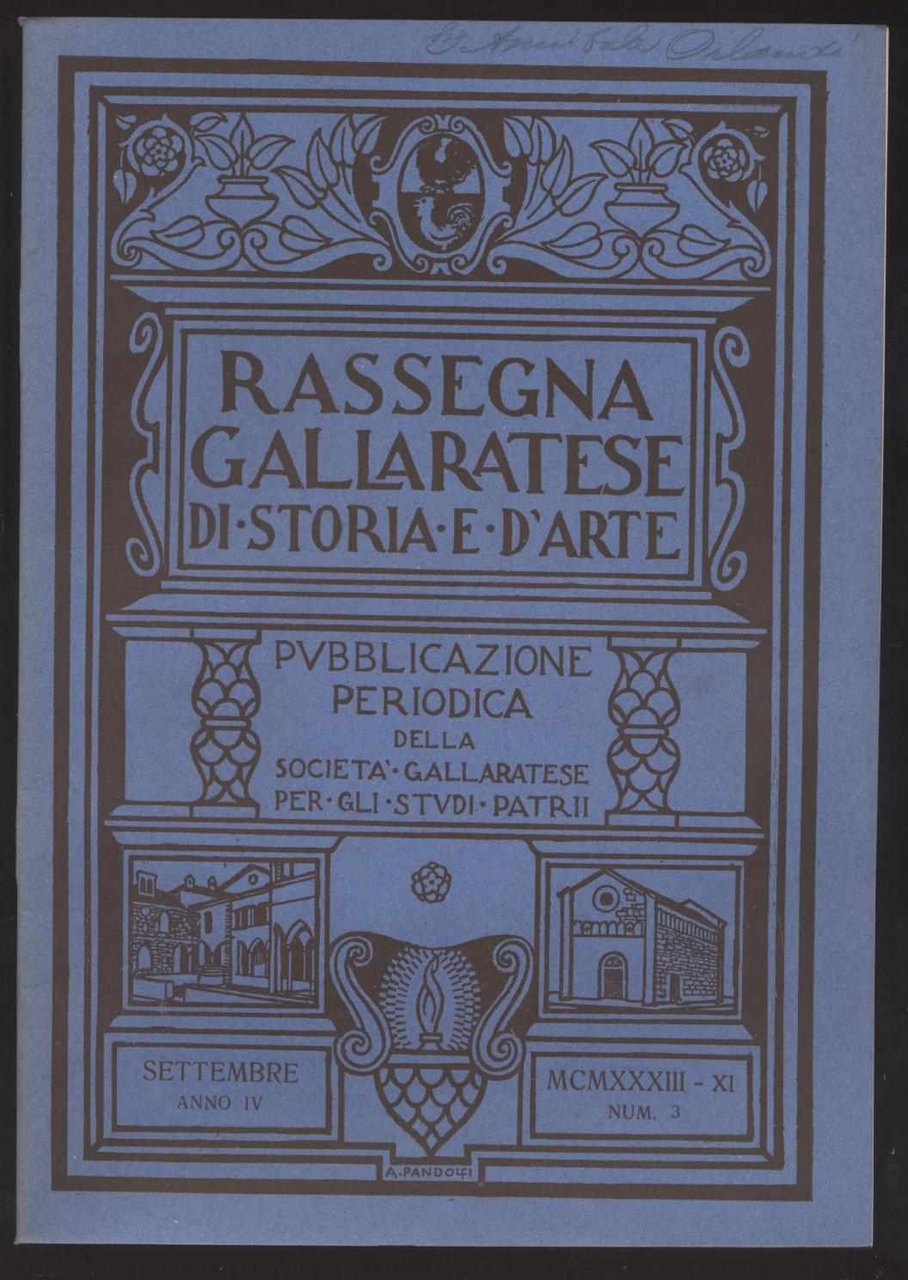 RASSEGNA
GALLARATESE
DI·STORIA·E·D'ARTE
PVBBLICAZIONE
PERIODICA
DELLA
SOCIETA'·GALLARATESE
PER·GLI·STVDI·PATRII
SETTEMBRE
ANNO IV
MCMXXXIII - XI
NUM. 3
A. PANDOLFI